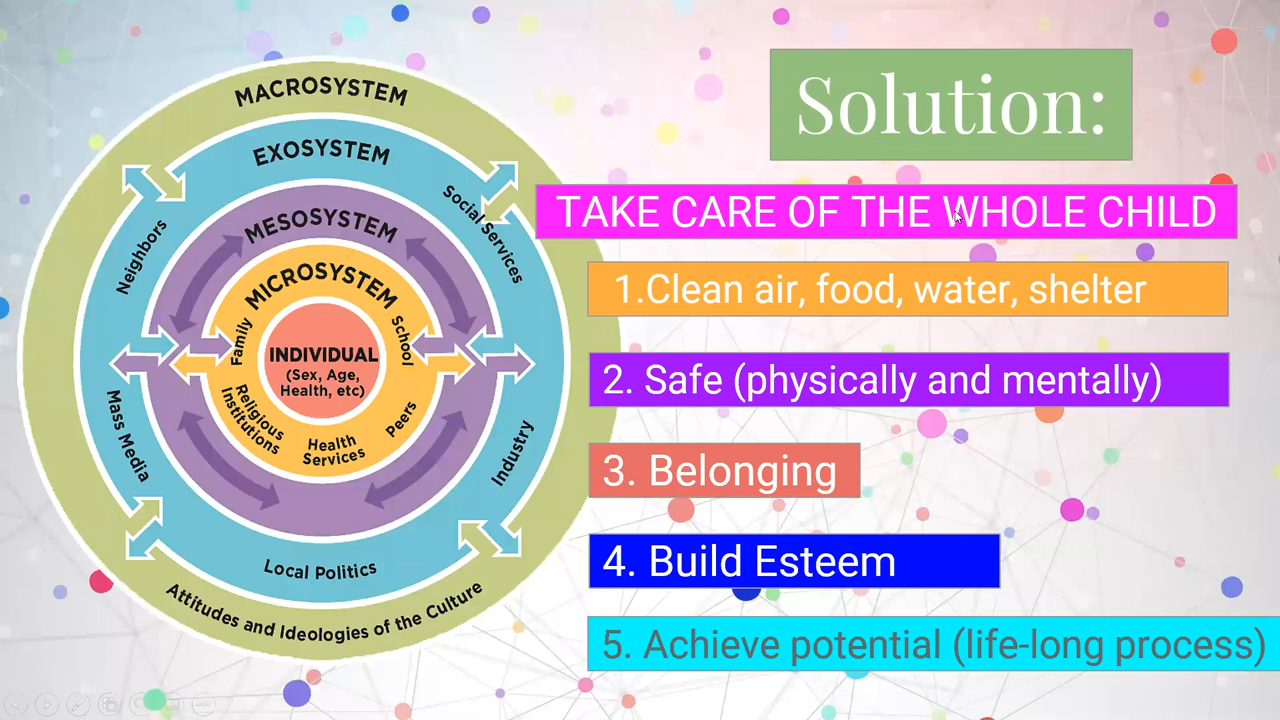 MACROSYSTEM
EXOSYSTEM
Social Services
Neighbors
MESOSYSTEM
MICROSYSTEM
Family
School
INDIVIDUAL
(Sex, Age,
Health, etc)
Religious
Institutions
Health
Services
Peers
Mass Media
Industry
Local Politics
Attitudes and Ideologies of the Culture
Solution:
TAKE CARE OF THE WHOLE CHILD
1.Clean air, food, water, shelter
2. Safe (physically and mentally)
3. Belonging
4. Build Esteem
5. Achieve potential (life-long process)